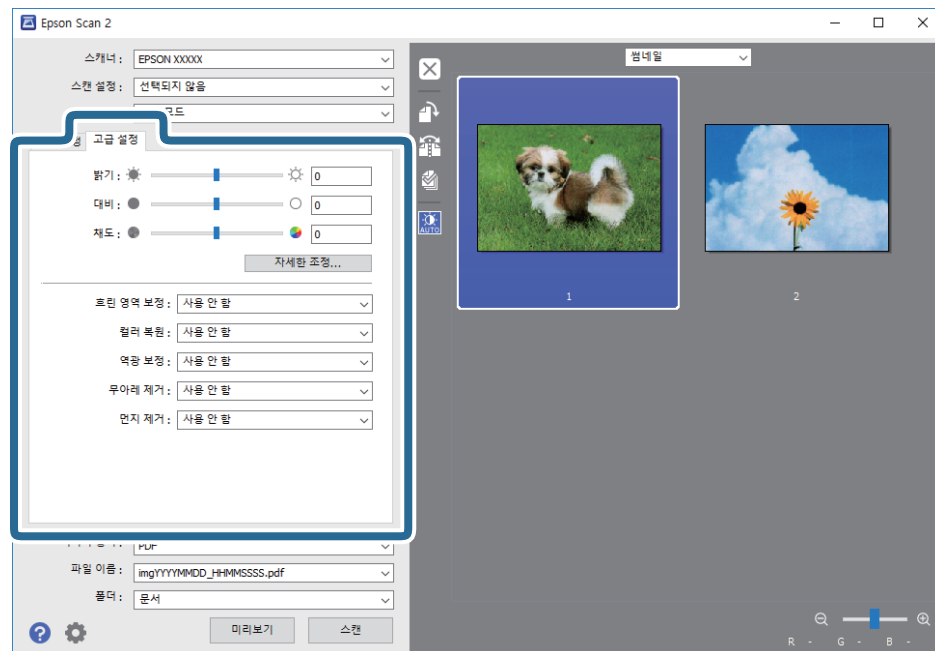 Epson Scan 2
스캐너 : EPSON XXXXX
스캔 설정 : 선택되지 않음
모드
고급 설정
밝기 : 0
대비 : 0
채도 : 0
자세한 조정...
흐린 영역 보정 : 사용 안 함
컬러 복원 : 사용 안 함
역광 보정 : 사용 안 함
무아레 제거 : 사용 안 함
먼지 제거 : 사용 안 함
PDF
파일 이름 : imgYYYYMMDD_HHMMSSSS.pdf
폴더 : 문서
미리보기 스캔
썸네일
AUTO
1 2
R - G - B -